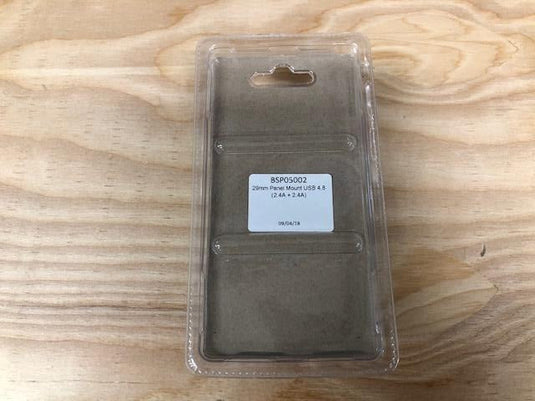 BSP05002
29mm Panel Mount USB 4.8
(2.4A + 2.4A)
09/04/18